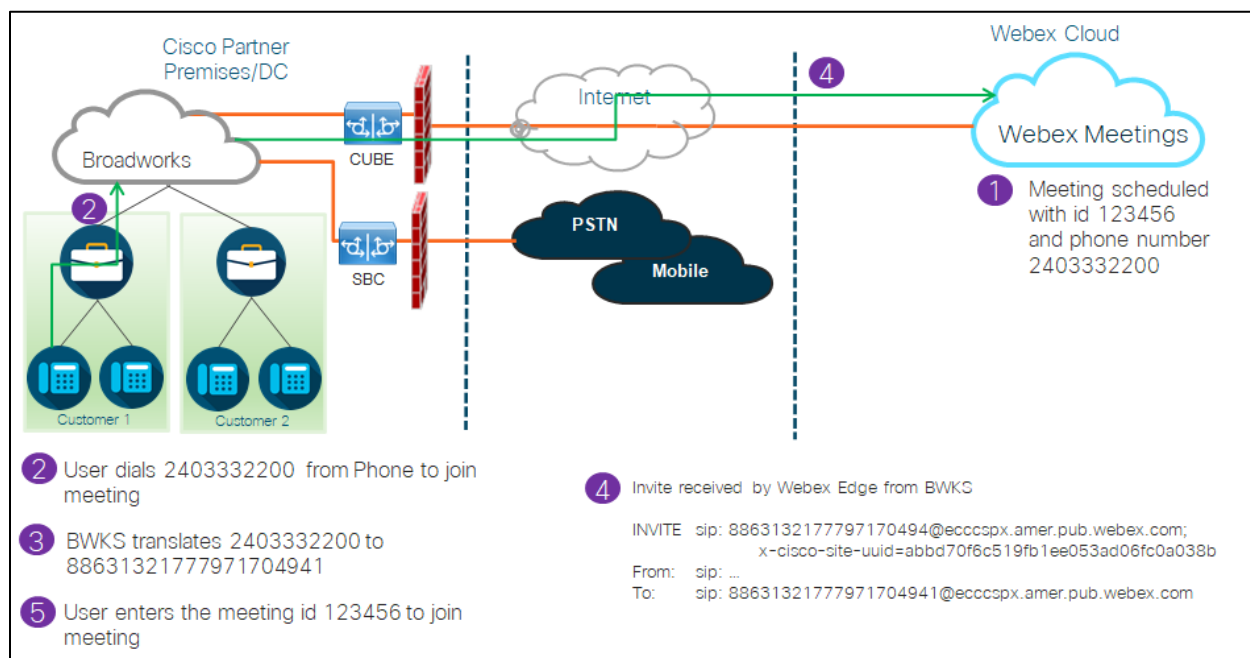 Cisco Partner
Premises/DC
Webex Cloud
4
Internet
Broadworks
CUBE
Webex Meetings
2
1
Meeting scheduled
with id 123456
and phone number
2403332200
PSTN
SBC
Mobile
Customer 1
Customer 2
2 User dials 2403332200 from Phone to join
meeting
3 BWKS translates 2403332200 to
88631321777971704941
5 User enters the meeting id 123456 to join
meeting
4 Invite received by Webex Edge from BWKS
INVITE sip: 8863132177797170494@ecccspx.amer.pub.webex.com;
x-cisco-site-uuid=abbd70f6c519fb1ee053ad06fc0a038b
From: sip: ...
To: sip: 88631321777971704941@ecccspx.amer.pub.webex.com